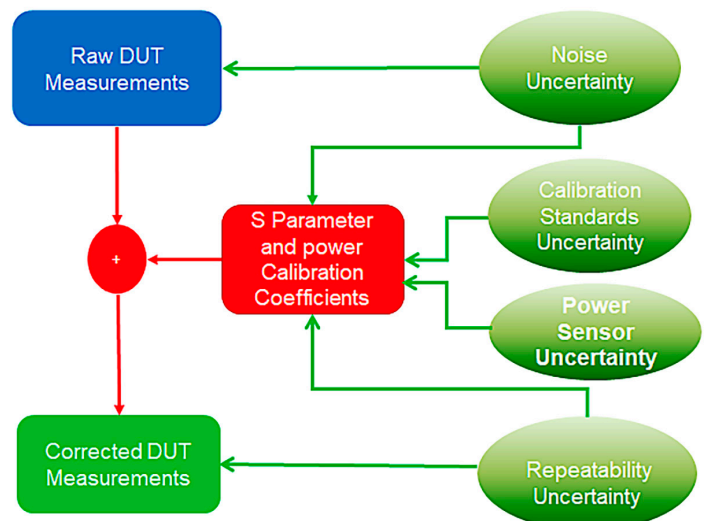 Raw DUT
Measurements
Noise
Uncertainty
Calibration
Standards
Uncertainty
S Parameter
and power
Calibration
Coefficients
+
Power
Sensor
Uncertainty
Corrected DUT
Measurements
Repeatability
Uncertainty